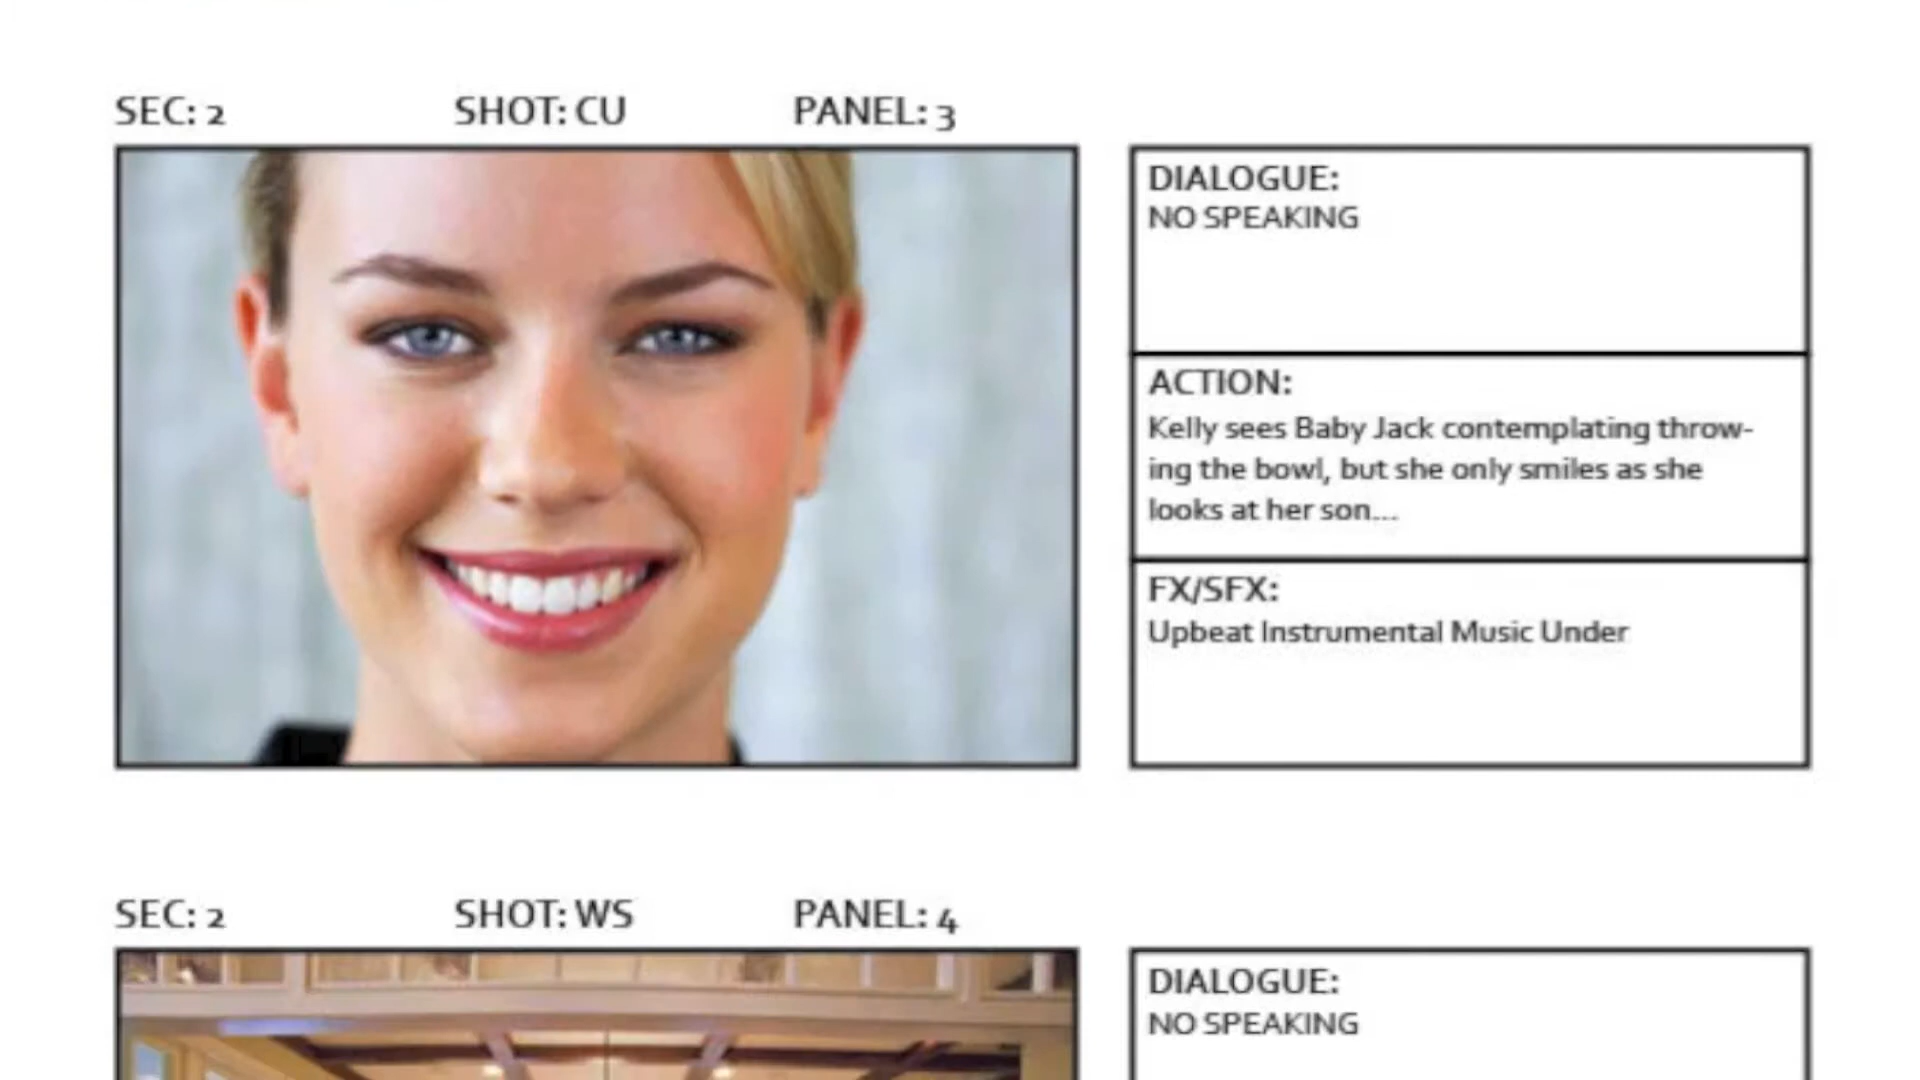 SEC: 2 SHOT: CU PANEL: 3
DIALOGUE:
NO SPEAKING
ACTION:
Kelly sees Baby Jack contemplating throw-
ing the bowl, but she only smiles as she
looks at her son...
FX/SFX:
Upbeat Instrumental Music Under
SEC: 2 SHOT: WS PANEL: 4
DIALOGUE:
NO SPEAKING